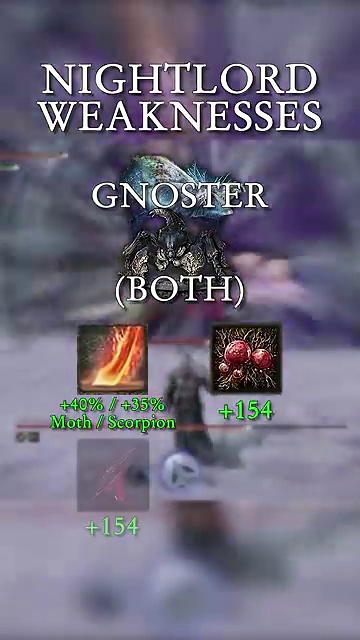 NIGHTLORD
WEAKNESSES
GNOSTER
(BOTH)
+40% / +35%
Moth / Scorpion
+154
+154